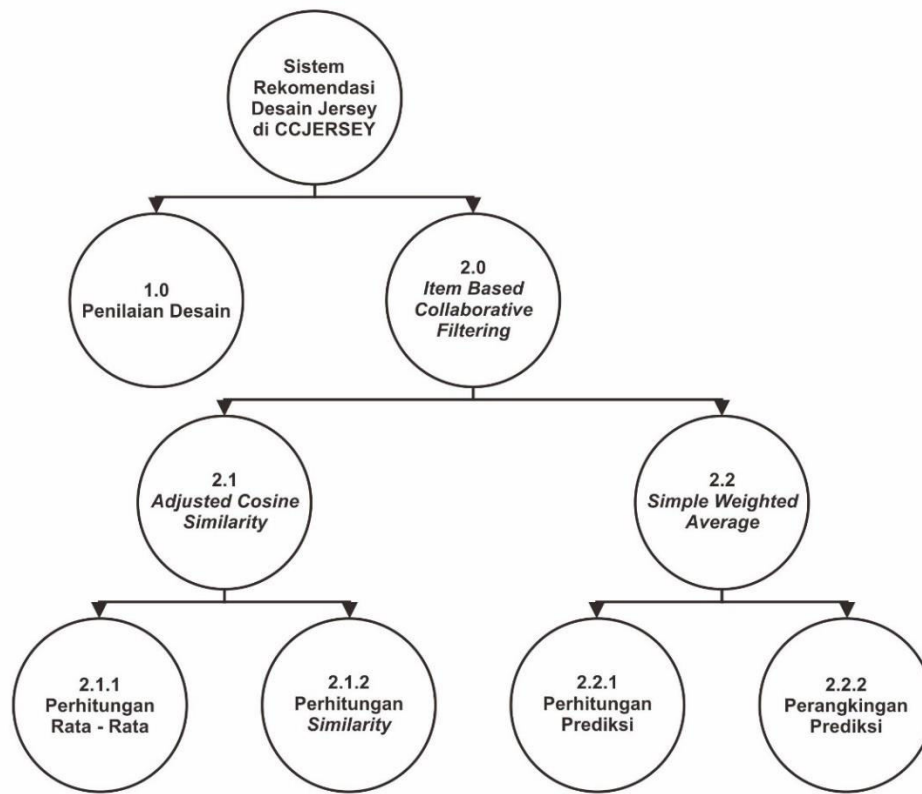 Sistem
Rekomendasi
Desain Jersey
di CCJERSEY
1.0
Penilaian Desain
2.0
Item Based
Collaborative
Filtering
2.1
Adjusted Cosine
Similarity
2.2
Simple Weighted
Average
2.1.1
Perhitungan
Rata - Rata
2.1.2
Perhitungan
Similarity
2.2.1
Perhitungan
Prediksi
2.2.2
Perangkingan
Prediksi